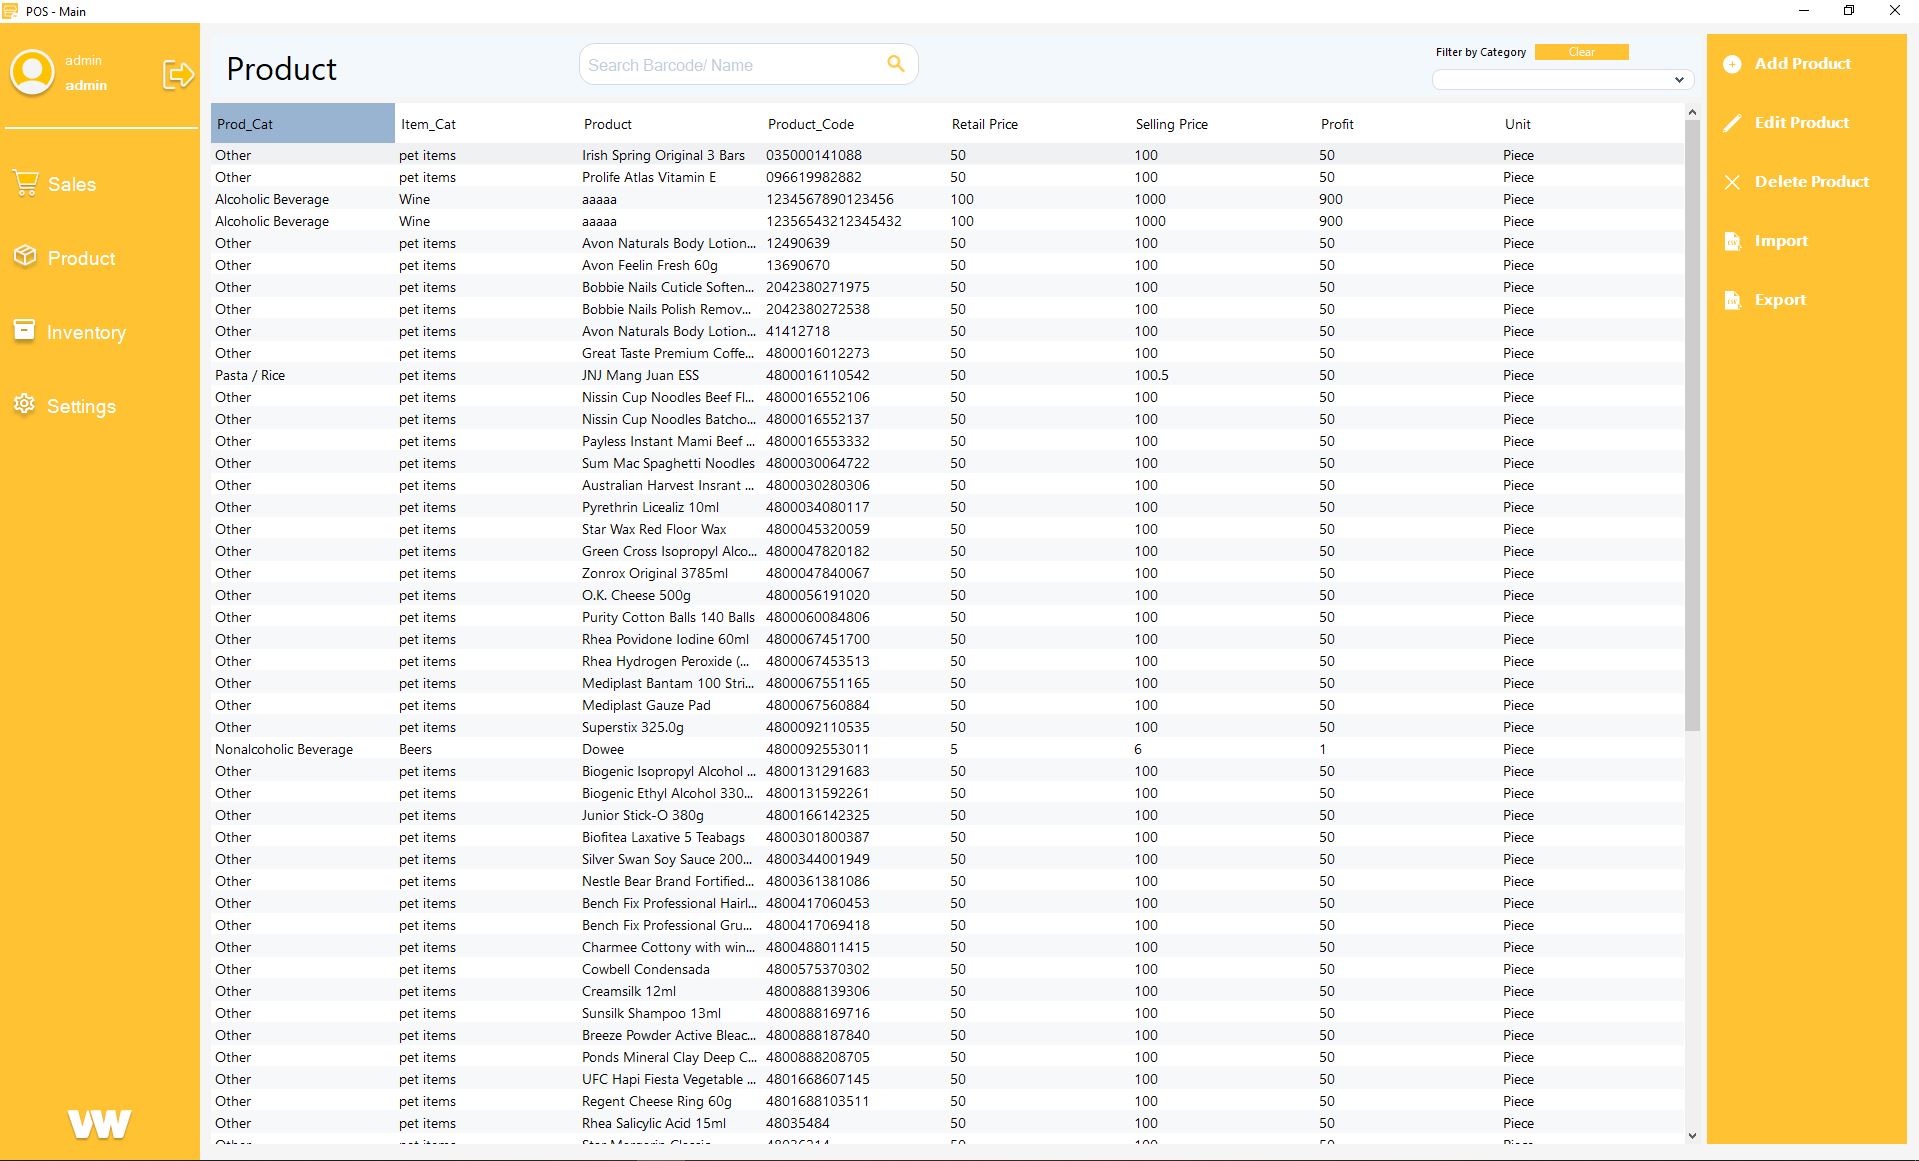 POS - Main
admin
admin
Sales
Product
Inventory
Settings
VW
Product
Search Barcode/ Name
Filter by Category Clear
Add Product
Edit Product
Delete Product
Import
Export
Prod_Cat Item_Cat Product Product_Code Retail Price Selling Price Profit Unit
Other pet items Irish Spring Original 3 Bars 035000141088 50 100 50 Piece
Other pet items Prolife Atlas Vitamin E 096619982882 50 100 50 Piece
Alcoholic Beverage Wine aaaaa 1234567890123456 100 1000 900 Piece
Alcoholic Beverage Wine aaaaa 12356543212345432 100 1000 900 Piece
Other pet items Avon Naturals Body Lotion... 12490639 50 100 50 Piece
Other pet items Avon Feelin Fresh 60g 13690670 50 100 50 Piece
Other pet items Bobbie Nails Cuticle Soften... 2042380271975 50 100 50 Piece
Other pet items Bobbie Nails Polish Remov... 2042380272538 50 100 50 Piece
Other pet items Avon Naturals Body Lotion... 41412718 50 100 50 Piece
Other pet items Great Taste Premium Coffe... 4800016012273 50 100 50 Piece
Pasta / Rice pet items JNJ Mang Juan ESS 4800016110542 50 100.5 50 Piece
Other pet items Nissin Cup Noodles Beef Fl... 4800016552106 50 100 50 Piece
Other pet items Nissin Cup Noodles Batcho... 4800016552137 50 100 50 Piece
Other pet items Payless Instant Mami Beef ... 4800016553332 50 100 50 Piece
Other pet items Sum Mac Spaghetti Noodles 4800030064722 50 100 50 Piece
Other pet items Australian Harvest Insrant ... 4800030280306 50 100 50 Piece
Other pet items Pyrethrin Licealiz 10ml 4800034080117 50 100 50 Piece
Other pet items Star Wax Red Floor Wax 4800045320059 50 100 50 Piece
Other pet items Green Cross Isopropyl Alco... 4800047820182 50 100 50 Piece
Other pet items Zonrox Original 3785ml 4800047840067 50 100 50 Piece
Other pet items O.K. Cheese 500g 4800056191020 50 100 50 Piece
Other pet items Purity Cotton Balls 140 Balls 4800060084806 50 100 50 Piece
Other pet items Rhea Povidone Iodine 60ml 4800067451700 50 100 50 Piece
Other pet items Rhea Hydrogen Peroxide (... 4800067453513 50 100 50 Piece
Other pet items Mediplast Bantam 100 Stri... 4800067551165 50 100 50 Piece
Other pet items Mediplast Gauze Pad 4800067560884 50 100 50 Piece
Other pet items Superstix 325.0g 4800092110535 50 100 50 Piece
Nonalcoholic Beverage Beers Dowee 4800092553011 5 6 1 Piece
Other pet items Biogenic Isopropyl Alcohol ... 4800131291683 50 100 50 Piece
Other pet items Biogenic Ethyl Alcohol 330... 4800131592261 50 100 50 Piece
Other pet items Junior Stick-O 380g 4800166142325 50 100 50 Piece
Other pet items Biofitea Laxative 5 Teabags 4800301800387 50 100 50 Piece
Other pet items Silver Swan Soy Sauce 200... 4800344001949 50 100 50 Piece
Other pet items Nestle Bear Brand Fortified... 4800361381086 50 100 50 Piece
Other pet items Bench Fix Professional Hairl... 4800417060453 50 100 50 Piece
Other pet items Bench Fix Professional Gru... 4800417069418 50 100 50 Piece
Other pet items Charmee Cottony with win... 4800488011415 50 100 50 Piece
Other pet items Cowbell Condensada 4800575370302 50 100 50 Piece
Other pet items Creamsilk 12ml 4800888139306 50 100 50 Piece
Other pet items Sunsilk Shampoo 13ml 4800888169716 50 100 50 Piece
Other pet items Breeze Powder Active Bleac... 4800888187840 50 100 50 Piece
Other pet items Ponds Mineral Clay Deep C... 4800888208705 50 100 50 Piece
Other pet items UFC Hapi Fiesta Vegetable ... 4801668607145 50 100 50 Piece
Other pet items Regent Cheese Ring 60g 4801688103511 50 100 50 Piece
Other pet items Rhea Salicylic Acid 15ml 48035484 50 100 50 Piece